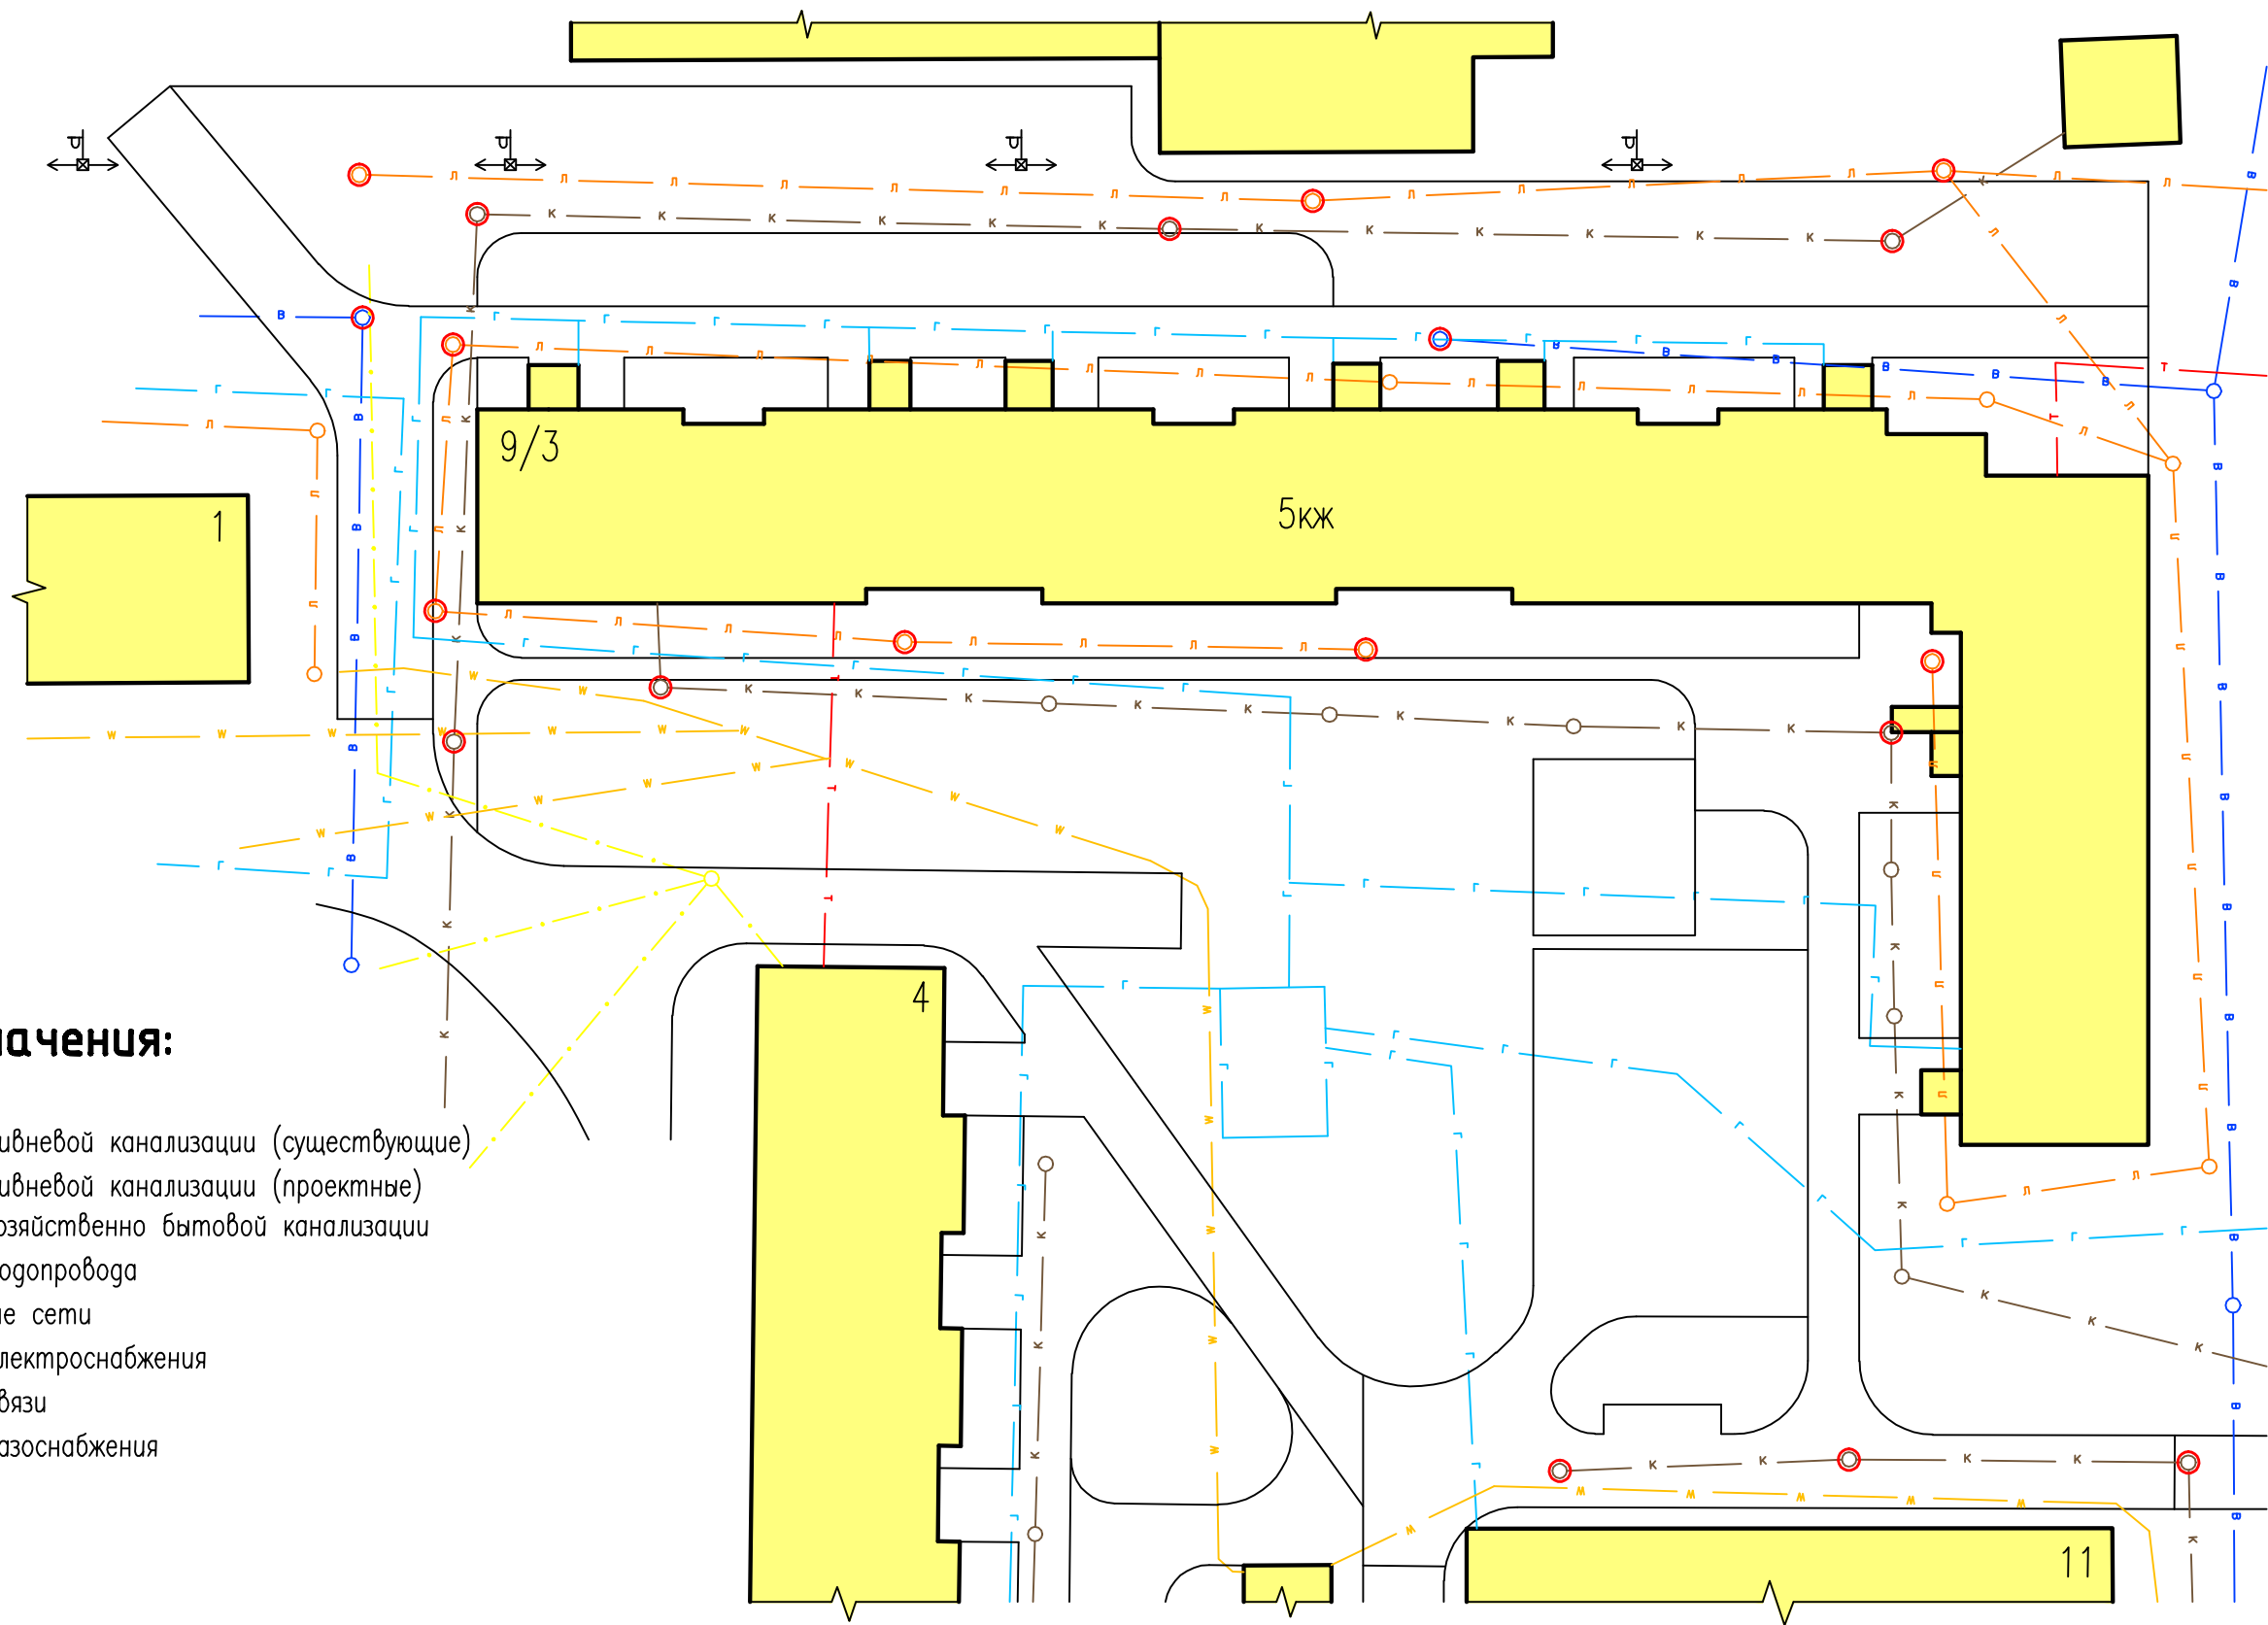 9/3
5кж
1
4
начения:
ивневой канализации (существующие)
ивневой канализации (проектные)
озяйственно бытовой канализации
одопровода
ые сети
лектроснабжения
вязи
азоснабжения
11